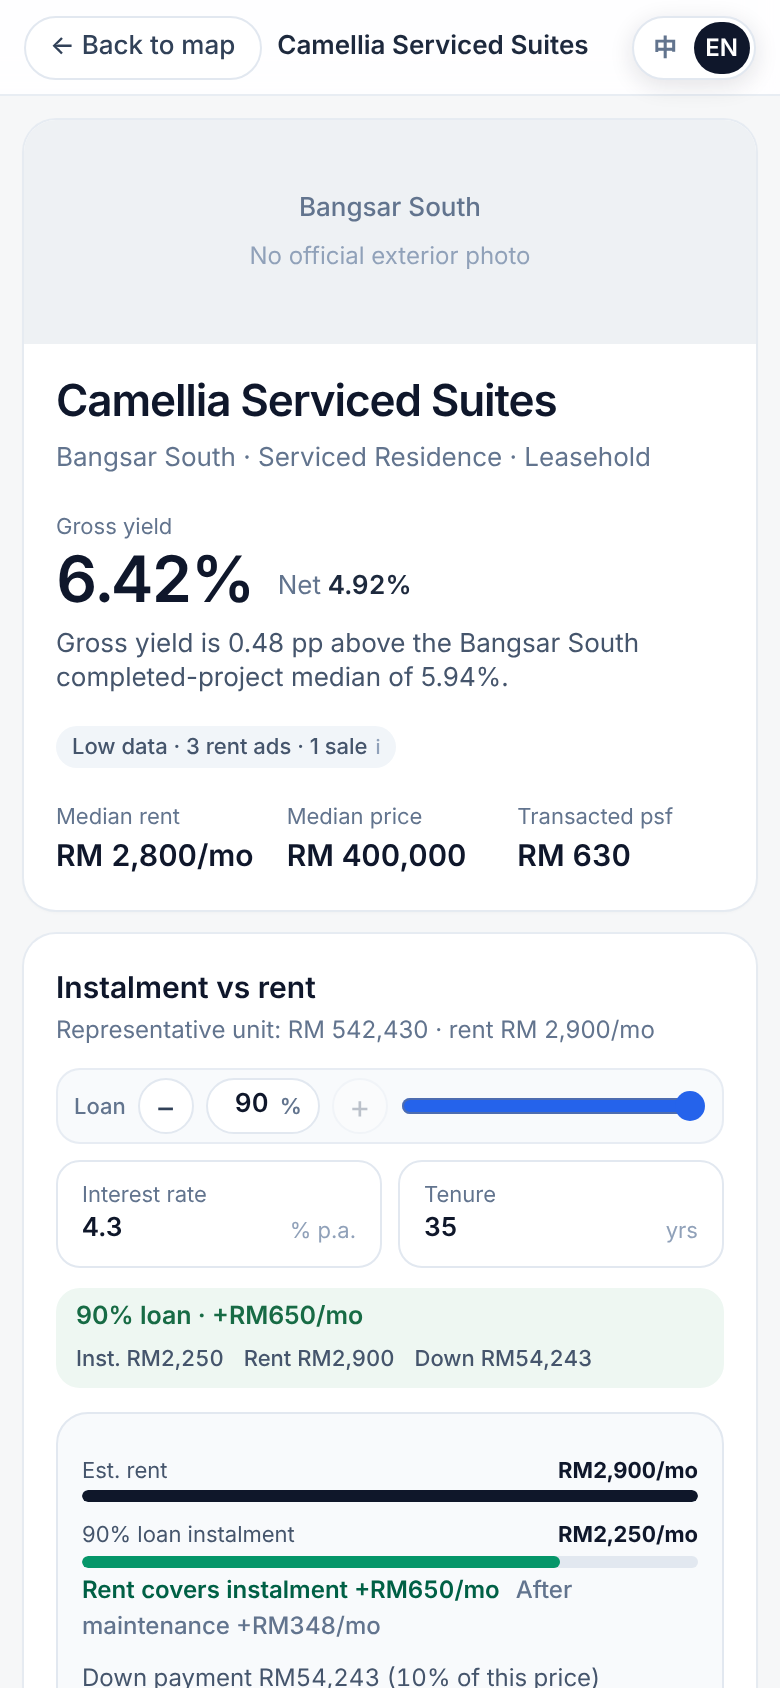 ← Back to map
Camellia Serviced Suites
中 EN
Bangsar South
No official exterior photo
Camellia Serviced Suites
Bangsar South · Serviced Residence · Leasehold
Gross yield
6.42% Net 4.92%
Gross yield is 0.48 pp above the Bangsar South
completed-project median of 5.94%.
Low data · 3 rent ads · 1 sale i
Median rent Median price Transacted psf
RM 2,800/mo RM 400,000 RM 630
Instalment vs rent
Representative unit: RM 542,430 · rent RM 2,900/mo
Loan − 90 % +
Interest rate
4.3 % p.a.
Tenure
35 yrs
90% loan · +RM650/mo
Inst. RM2,250 Rent RM2,900 Down RM54,243
Est. rent RM2,900/mo
90% loan instalment RM2,250/mo
Rent covers instalment +RM650/mo After
maintenance +RM348/mo
Down payment RM54,243 (10% of this price)